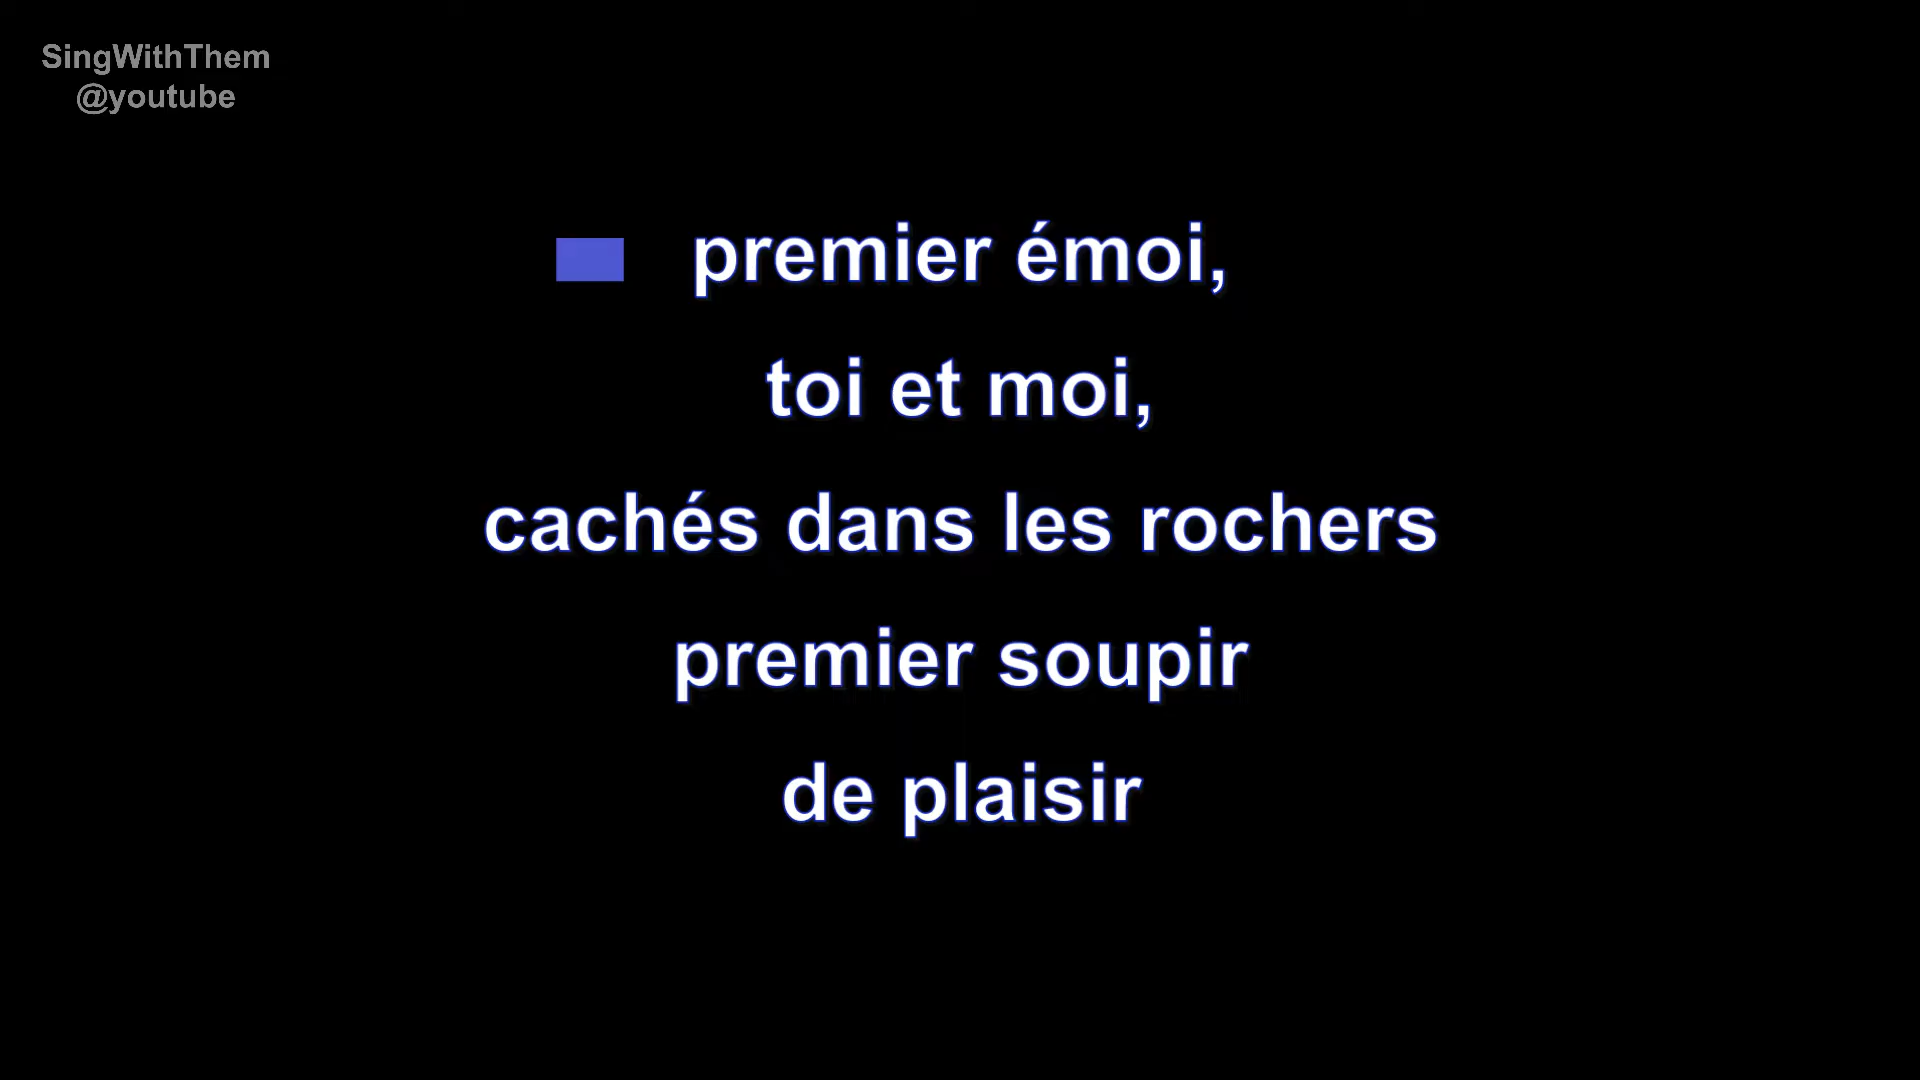 SingWithThem
@youtube
premier émoi,
toi et moi,
cachés dans les rochers
premier soupir
de plaisir